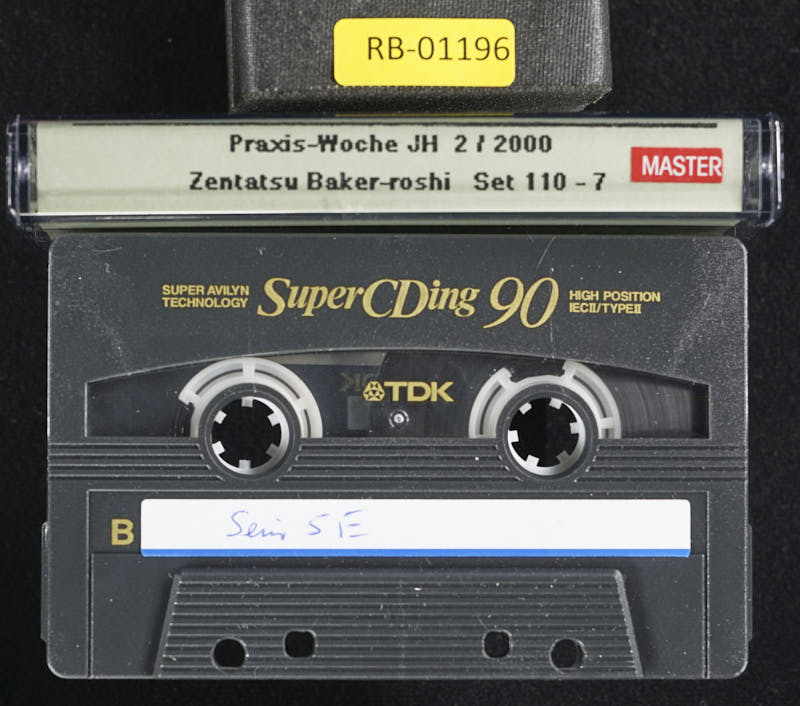 RB-01196
Praxis-Woche JH 2 / 2000
Zentatsu Baker-roshi Set 110 - 7
MASTER
SUPER AVILYN
TECHNOLOGY
SuperCDing 90
HIGH POSITION
IECII/TYPEII
TDK
B
5 E